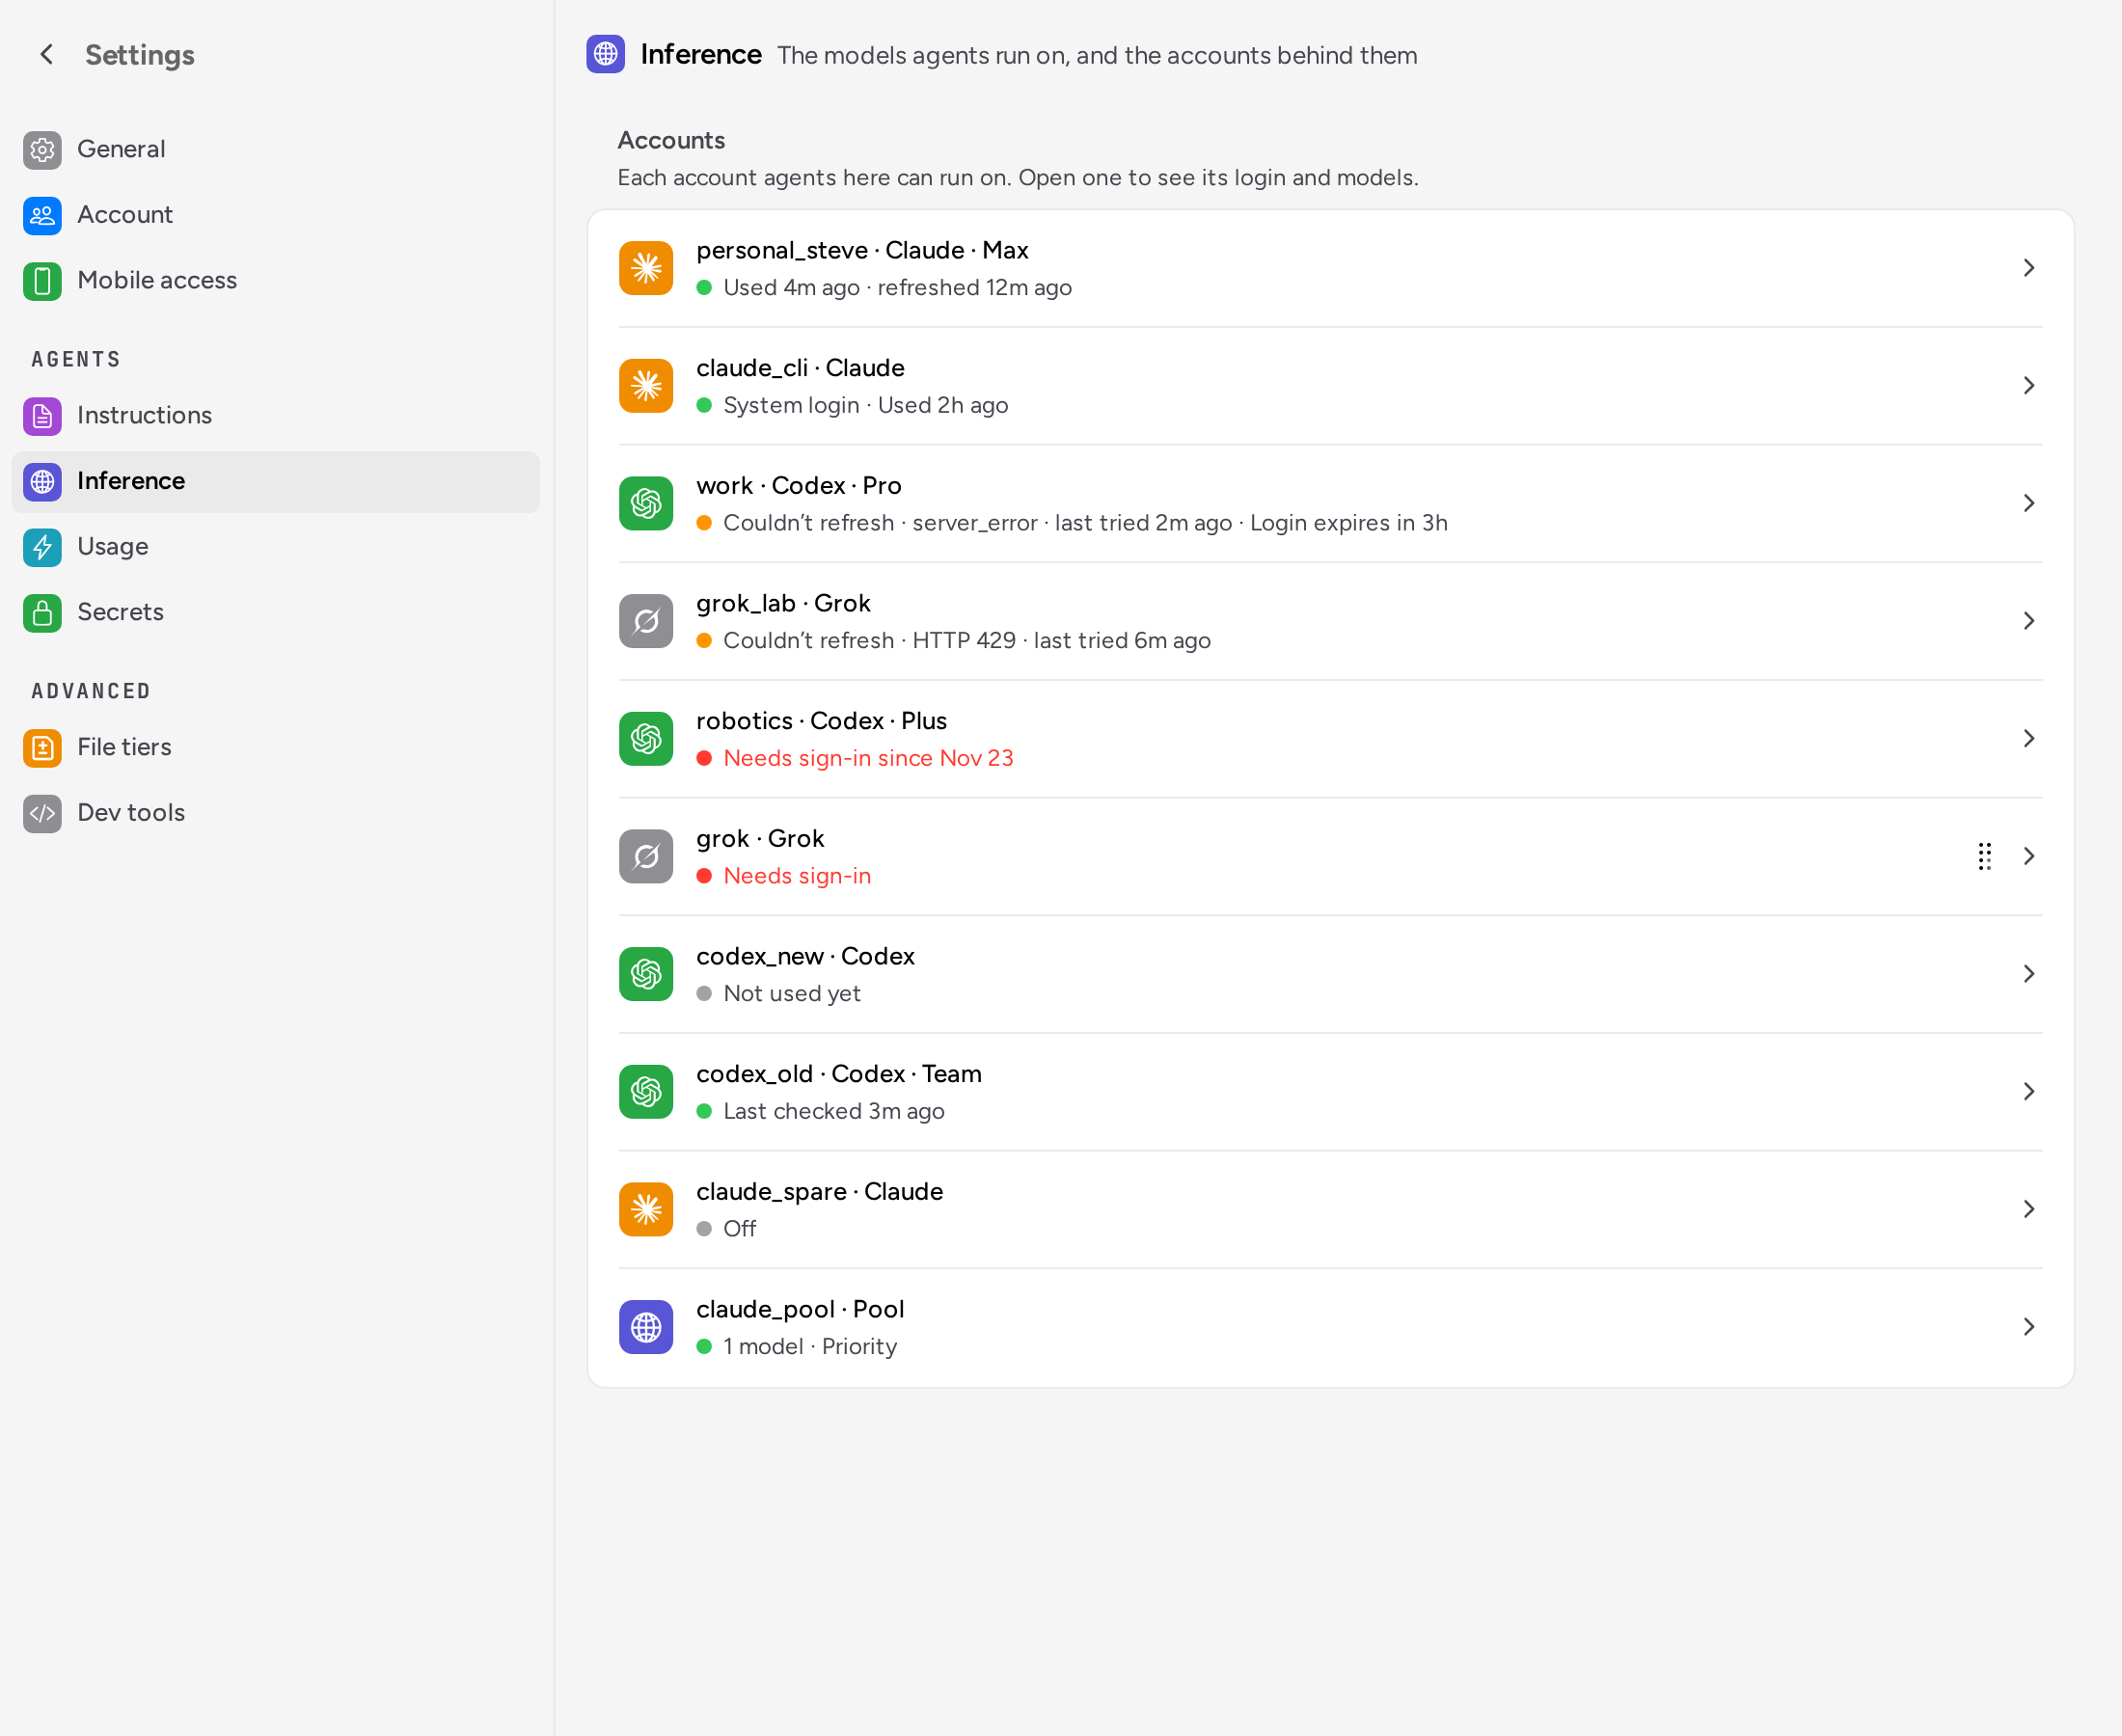 Settings
General
Account
Mobile access
AGENTS
Instructions
Inference
Usage
Secrets
ADVANCED
File tiers
Dev tools
Inference The models agents run on, and the accounts behind them
Accounts
Each account agents here can run on. Open one to see its login and models.
personal_steve · Claude · Max
Used 4m ago · refreshed 12m ago
claude_cli · Claude
System login · Used 2h ago
work · Codex · Pro
Couldn’t refresh · server_error · last tried 2m ago · Login expires in 3h
grok_lab · Grok
Couldn’t refresh · HTTP 429 · last tried 6m ago
robotics · Codex · Plus
Needs sign-in since Nov 23
grok · Grok
Needs sign-in
codex_new · Codex
Not used yet
codex_old · Codex · Team
Last checked 3m ago
claude_spare · Claude
Off
claude_pool · Pool
1 model · Priority